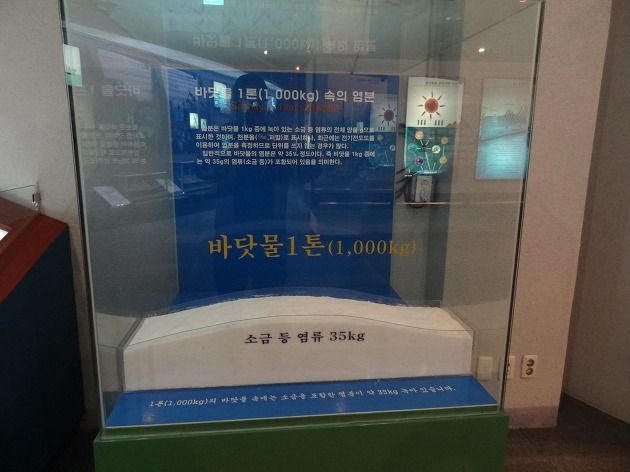 바닷물 1톤(1,000kg) 속의 염분
염분은 바닷물 1kg 중에 녹아 있는 소금 등 염류의 전체 양을 g으로
표시한 것이며, 천분율(‰, 퍼밀)로 표시하나, 최근에는 전기전도도를
이용하여 염분을 측정하므로 단위를 쓰지 않는 경우가 많다.
일반적으로 바닷물의 염분은 약 35‰ 정도이다. 즉 바닷물 1kg 중에
는 약 35g의 염류(소금 등)가 포함되어 있음을 의미한다.
바닷물1톤(1,000kg)
소금 등 염류 35kg
1톤(1,000kg)의 바닷물 속에는 소금을 포함한 염분이 약 35kg 녹아 있습니다.